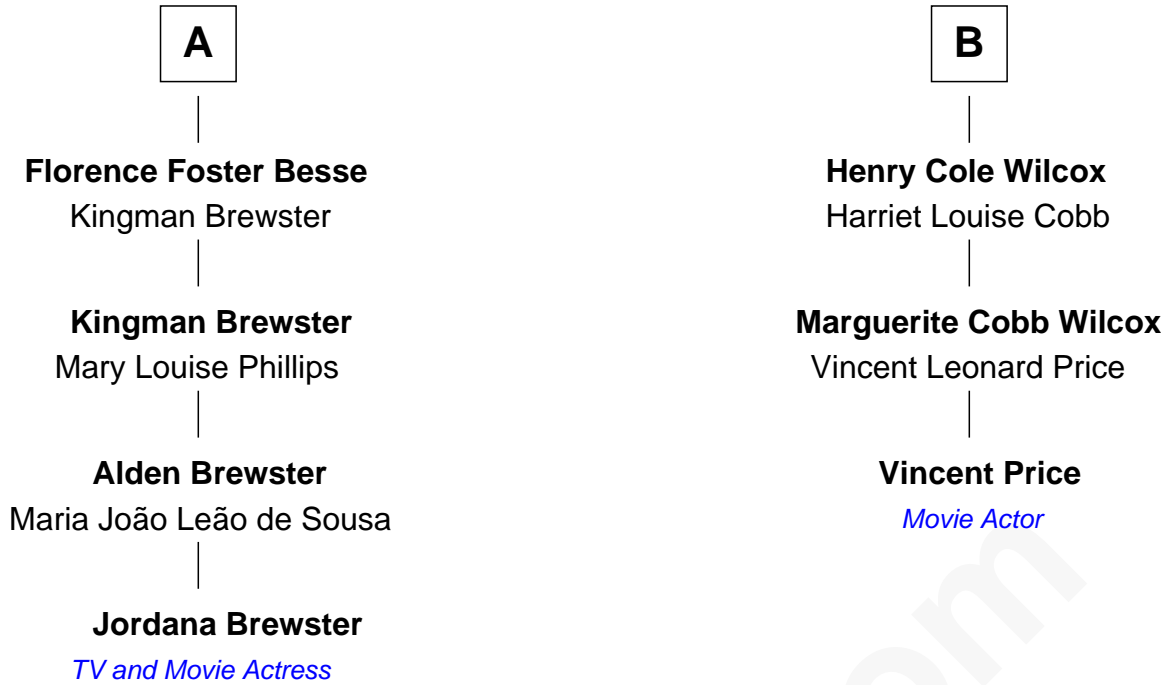 A
Florence Foster Besse
Kingman Brewster
Kingman Brewster
Mary Louise Phillips
Alden Brewster
Maria João Leão de Sousa
Jordana Brewster
TV and Movie Actress
B
Henry Cole Wilcox
Harriet Louise Cobb
Marguerite Cobb Wilcox
Vincent Leonard Price
Vincent Price
Movie Actor